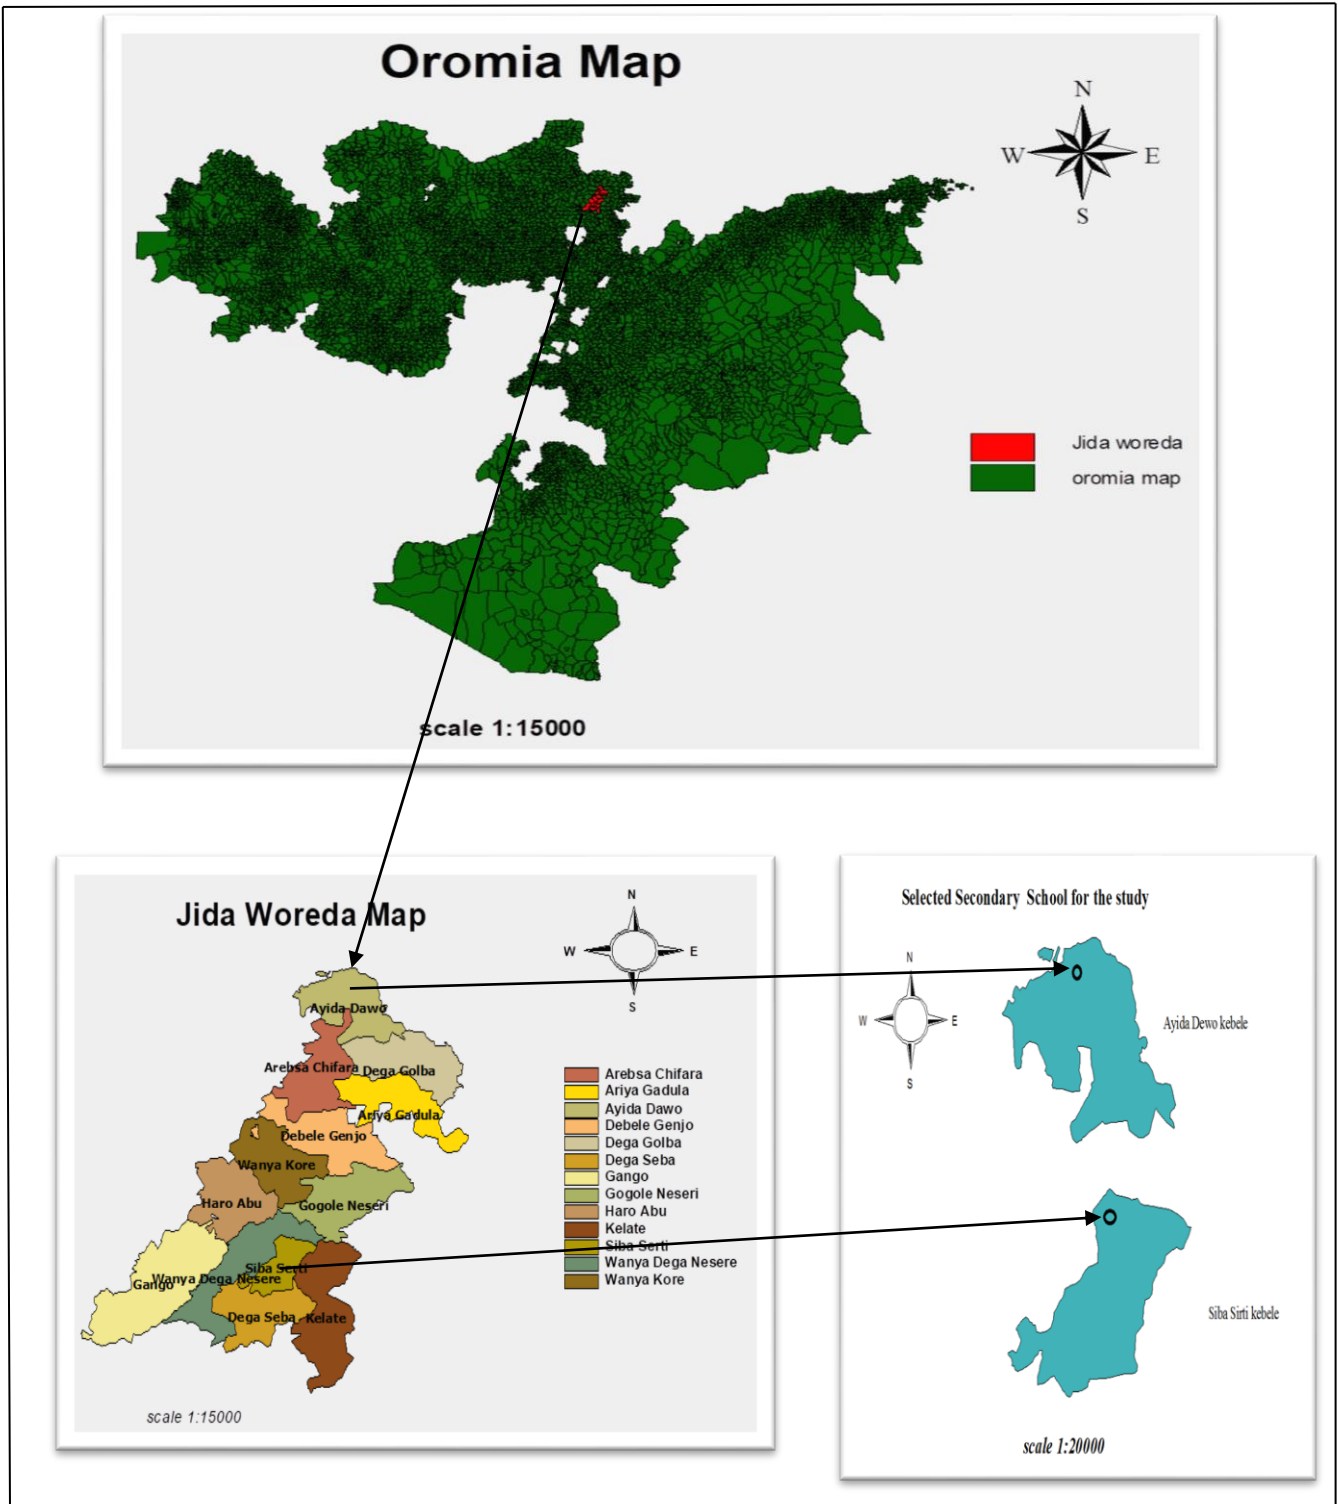 Oromia Map
N
W
E
S
Jida woreda
oromia map
scale 1:15000
Jida Woreda Map
N
W
E
S
Ayida Dawo
Arebsa Chifara
Dega Golba
Ariya Gadula
Debele Genjo
Wanya Kore
Haro Abu
Gogole Neseri
Siba Serti
Wanya Dega Nesere
Gango
Dega Seba
Kelate
Arebsa Chifara
Ariya Gadula
Ayida Dawo
Debele Genjo
Dega Golba
Dega Seba
Gango
Gogole Neseri
Haro Abu
Kelate
Siba Serti
Wanya Dega Nesere
Wanya Kore
scale 1:15000
Selected Secondary School for the study
N
W
E
S
Ayida Dewo kebele
Siba Sirti kebele
scale 1:20000